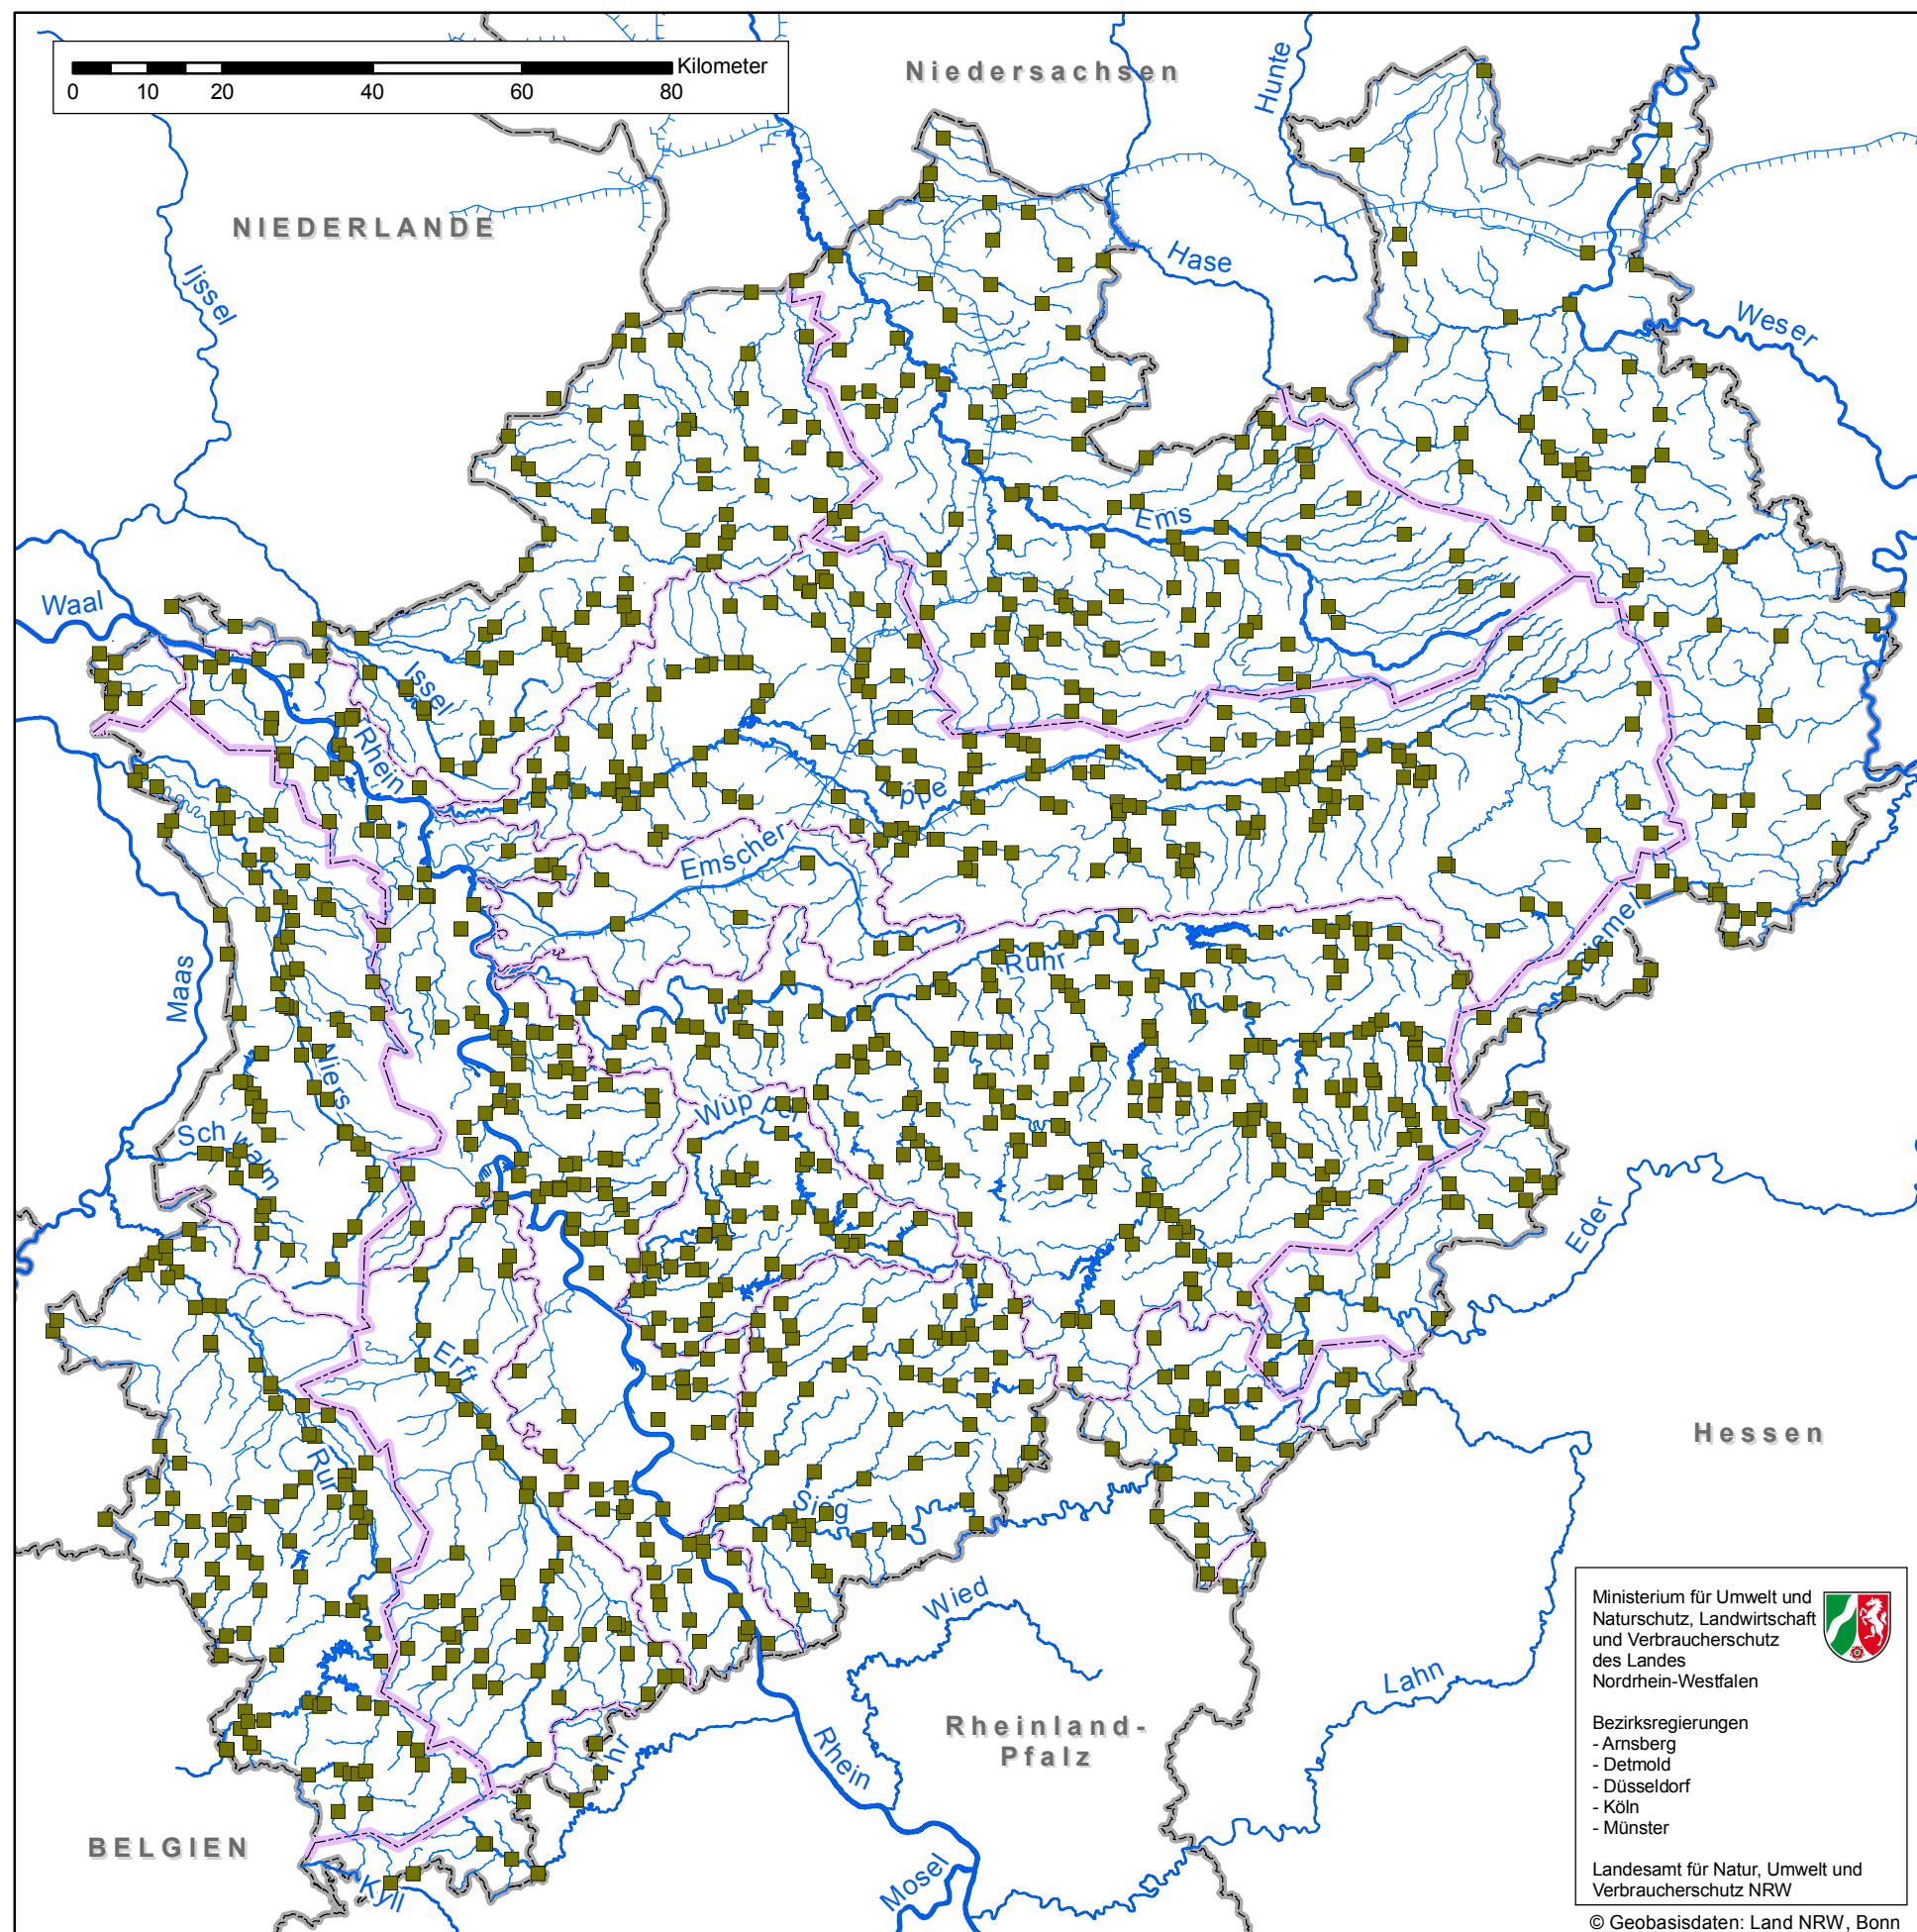 Kilometer
0 10 20 40 60 80
Niedersachsen
Hunte
NIEDERLANDE
Ijssel
Hase
Weser
Ems
Waal
Issel
Rhein
Lippe
Emscher
Maas
Ruhr
Diemel
Niers
Wupper
Schwalm
Eder
Erft
Hessen
Rur
Sieg
Wied
Lahn
Rheinland-
Pfalz
Ahr
Rhein
BELGIEN
Mosel
Kyll
Ministerium für Umwelt und
Naturschutz, Landwirtschaft
und Verbraucherschutz
des Landes
Nordrhein-Westfalen
Bezirksregierungen
- Arnsberg
- Detmold
- Düsseldorf
- Köln
- Münster
Landesamt für Natur, Umwelt und
Verbraucherschutz NRW
© Geobasisdaten: Land NRW, Bonn